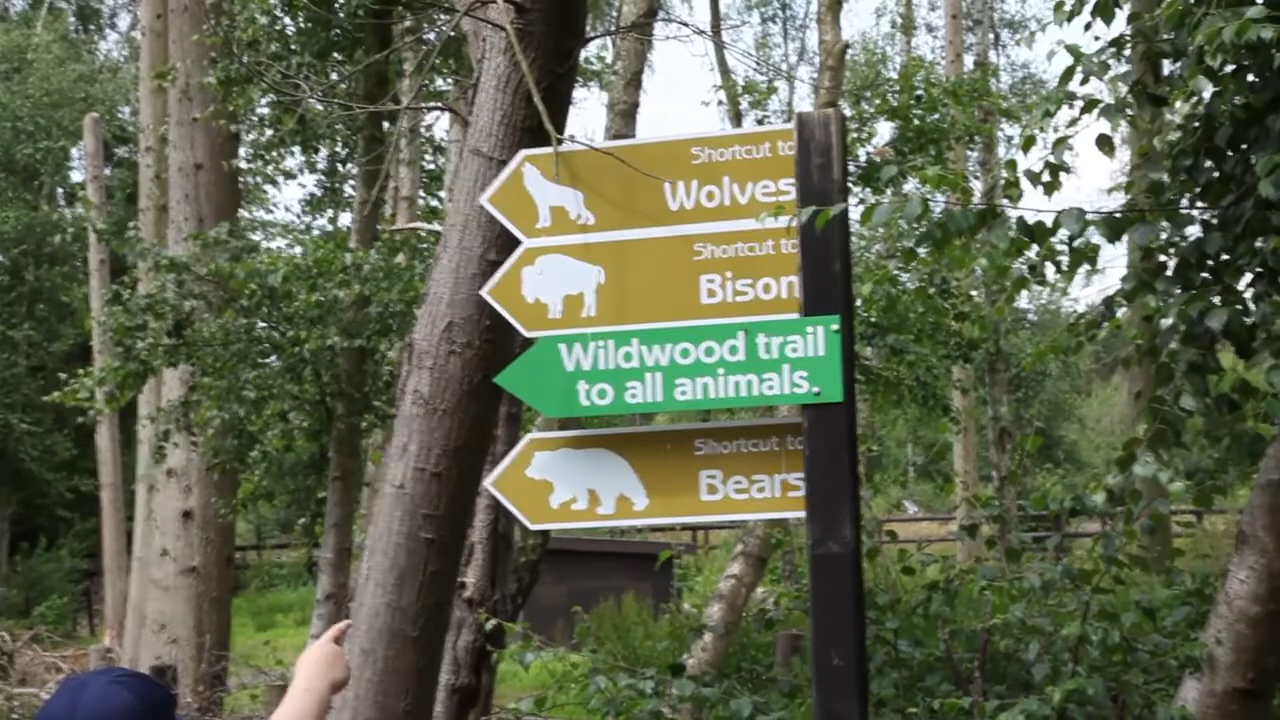 Shortcut to
Wolves
Shortcut to
Bison
Wildwood trail
to all animals.
Shortcut to
Bears